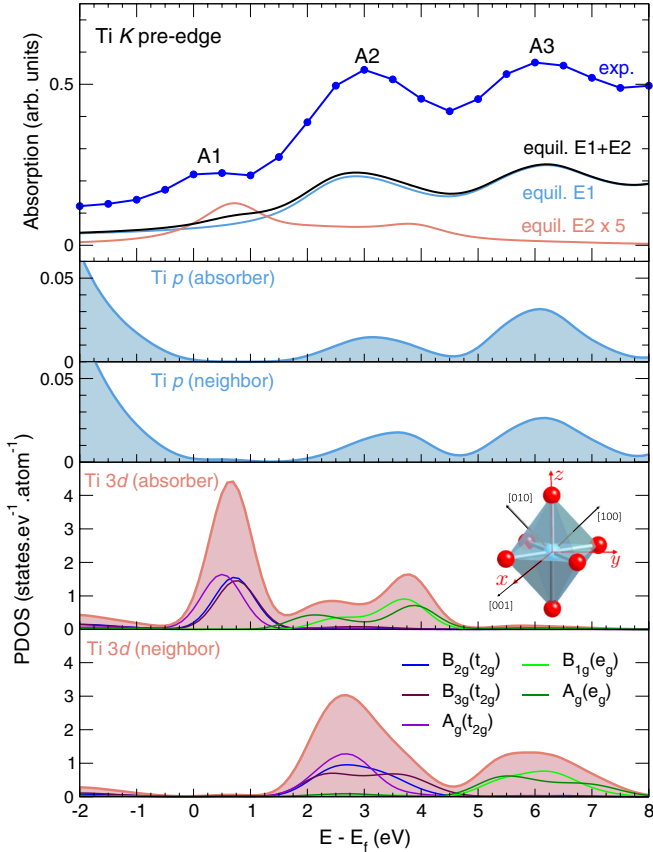 Ti K pre-edge
A1
A2
A3
exp.
equil. E1+E2
equil. E1
equil. E2 x 5
0.5
0
Absorption (arb. units)
Ti p (absorber)
0.05
0
Ti p (neighbor)
0.05
0
PDOS (states.ev⁻¹.atom⁻¹)
Ti 3d (absorber)
4
3
2
1
0
z
[010]
[100]
y
x
[001]
Ti 3d (neighbor)
4
3
2
1
0
B2g(t2g)
B3g(t2g)
Ag(t2g)
B1g(eg)
Ag(eg)
-2 -1 0 1 2 3 4 5 6 7 8
E - Ef (eV)